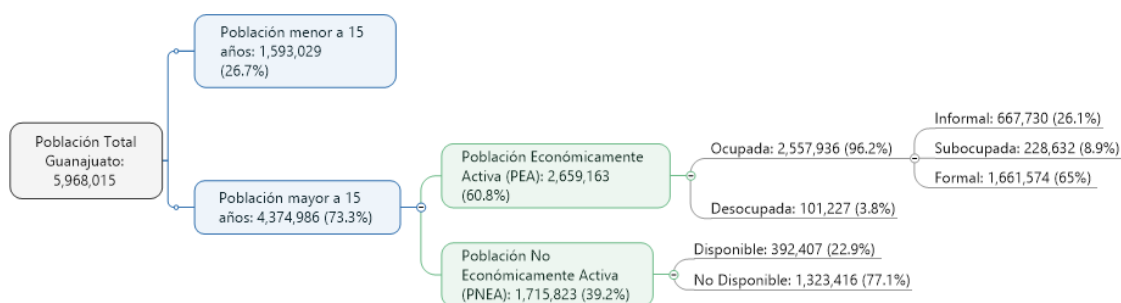 Población Total
Guanajuato:
5,968,015
Población menor a 15
años: 1,593,029
(26.7%)
Población mayor a 15
años: 4,374,986 (73.3%)
Población Económicamente
Activa (PEA): 2,659,163
(60.8%)
Ocupada: 2,557,936 (96.2%)
Informal: 667,730 (26.1%)
Subocupada: 228,632 (8.9%)
Formal: 1,661,574 (65%)
Desocupada: 101,227 (3.8%)
Población No
Económicamente Activa
(PNEA): 1,715,823 (39.2%)
Disponible: 392,407 (22.9%)
No Disponible: 1,323,416 (77.1%)